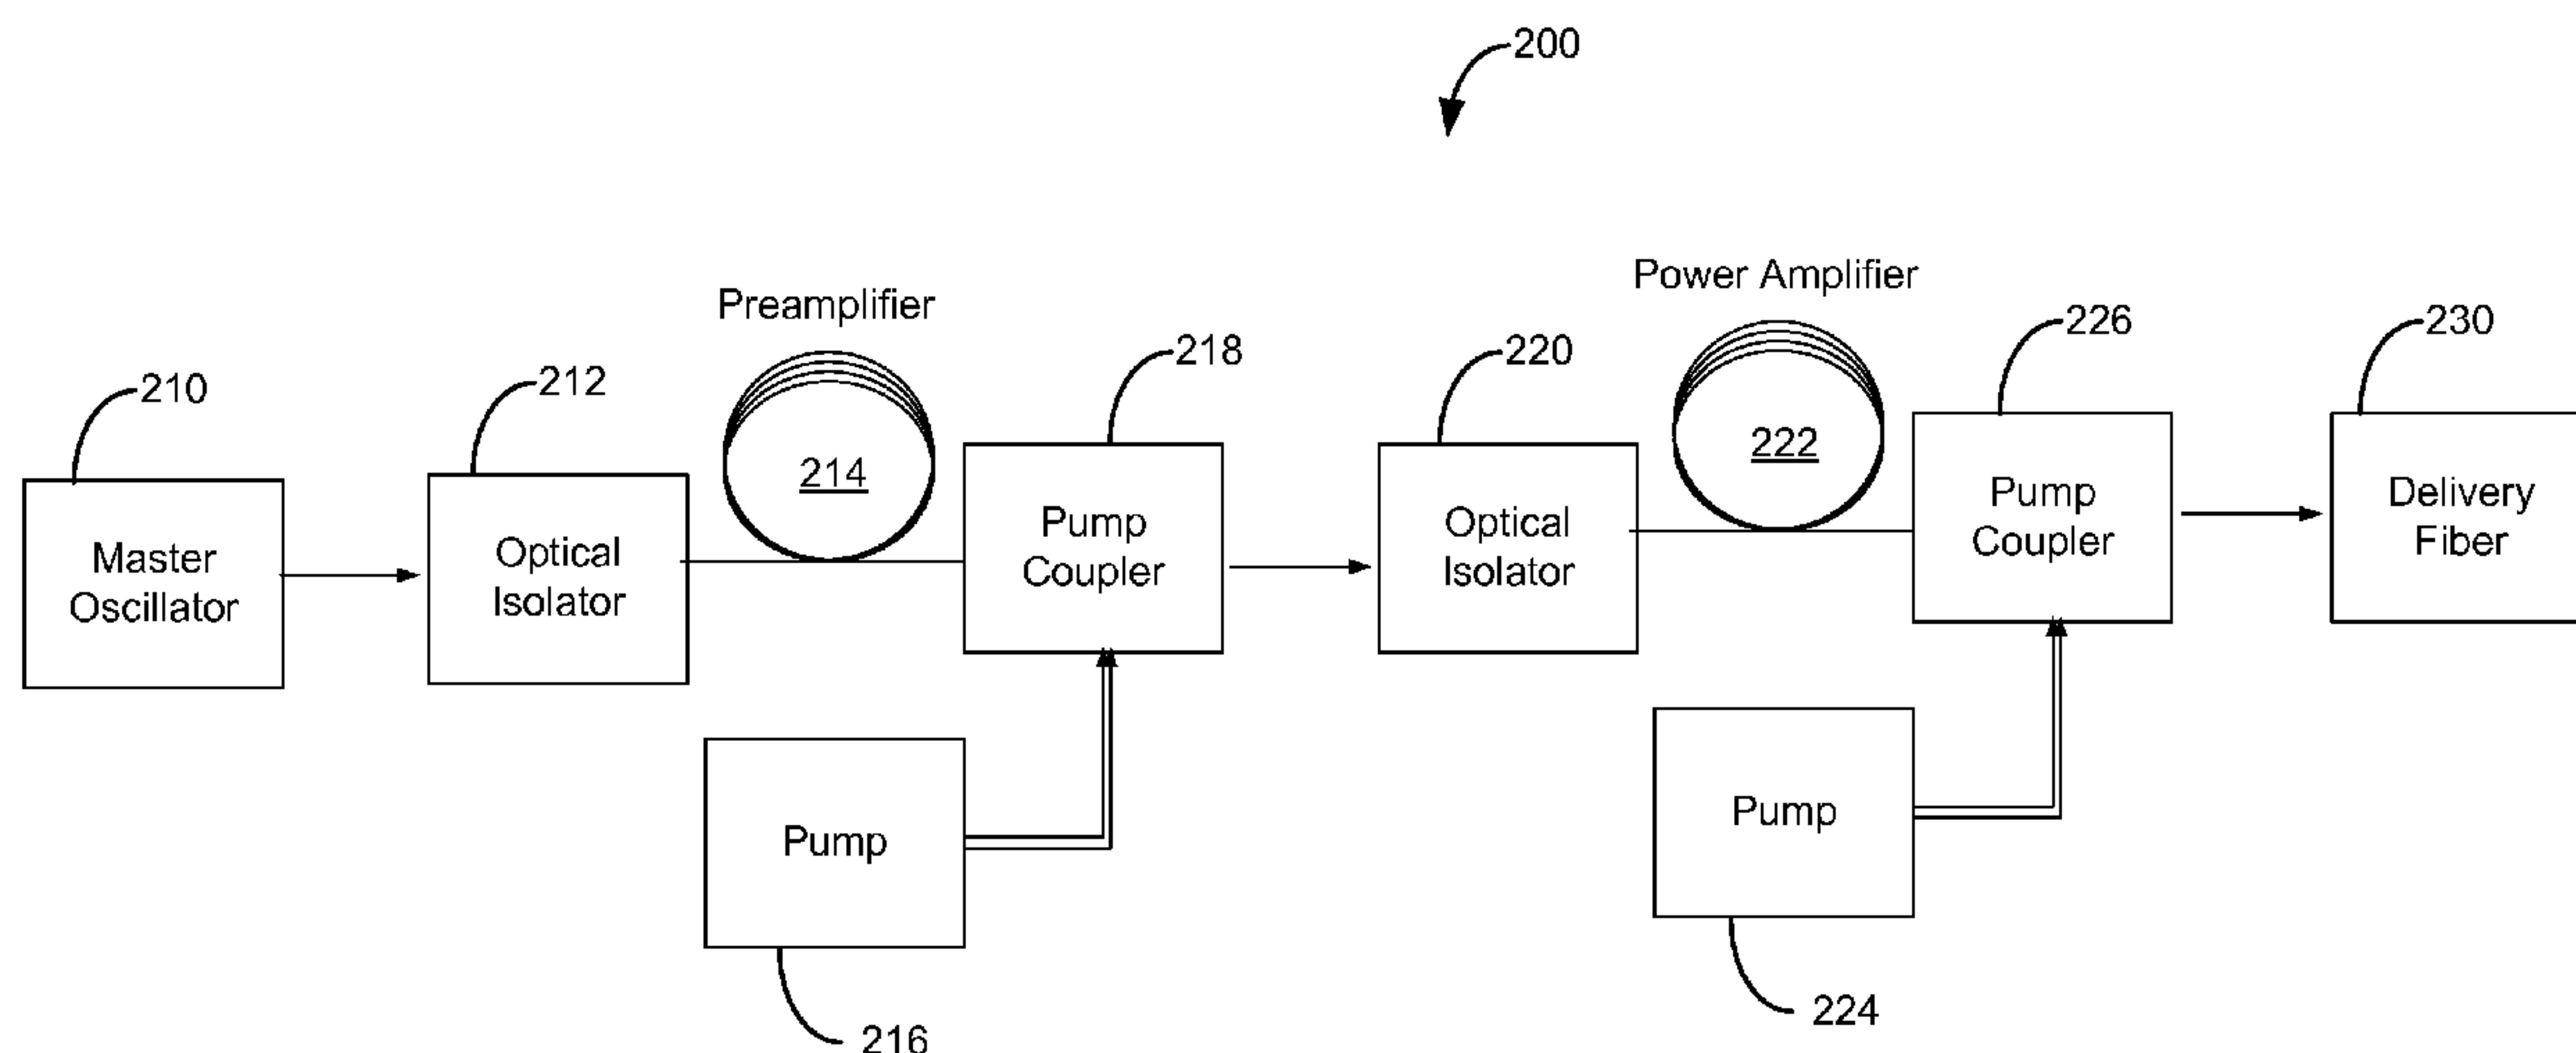 200
Power Amplifier
Preamplifier
210
212
218
220
226
230
214
222
Master
Oscillator
Optical
Isolator
Pump
Coupler
Optical
Isolator
Pump
Coupler
Delivery
Fiber
Pump
Pump
216
224